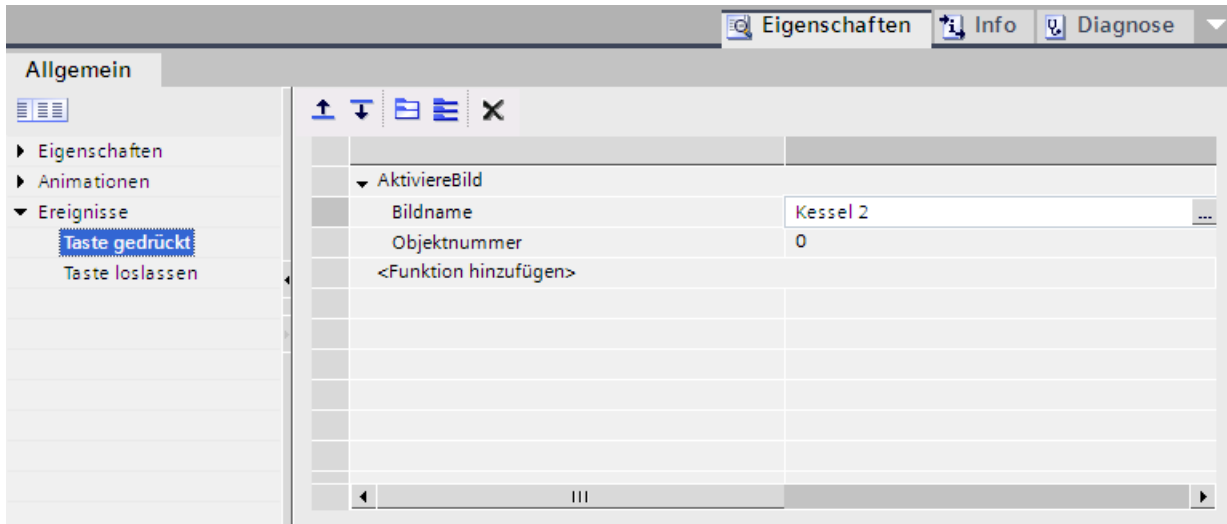 Eigenschaften Info Diagnose
Allgemein
Eigenschaften
Animationen
Ereignisse
Taste gedrückt
Taste loslassen
AktiviereBild
Bildname Kessel 2 ...
Objektnummer 0
<Funktion hinzufügen>